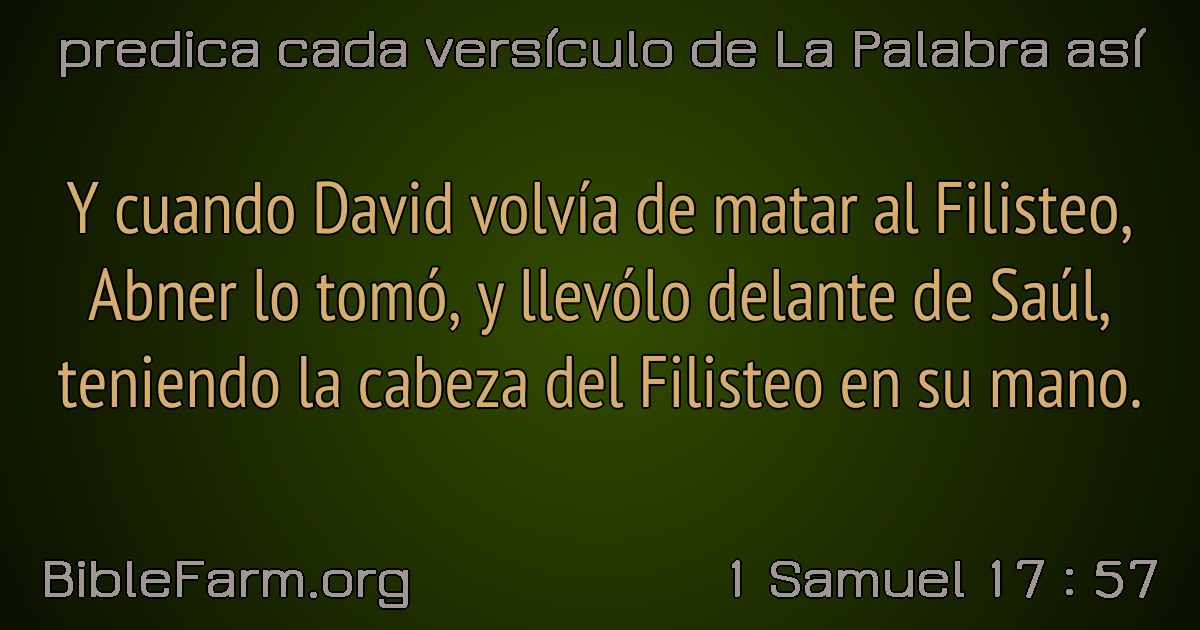 predica cada versículo de La Palabra así
Y cuando David volvía de matar al Filisteo,
Abner lo tomó, y llevólo delante de Saúl,
teniendo la cabeza del Filisteo en su mano.
BibleFarm.org
1 Samuel 17 : 57